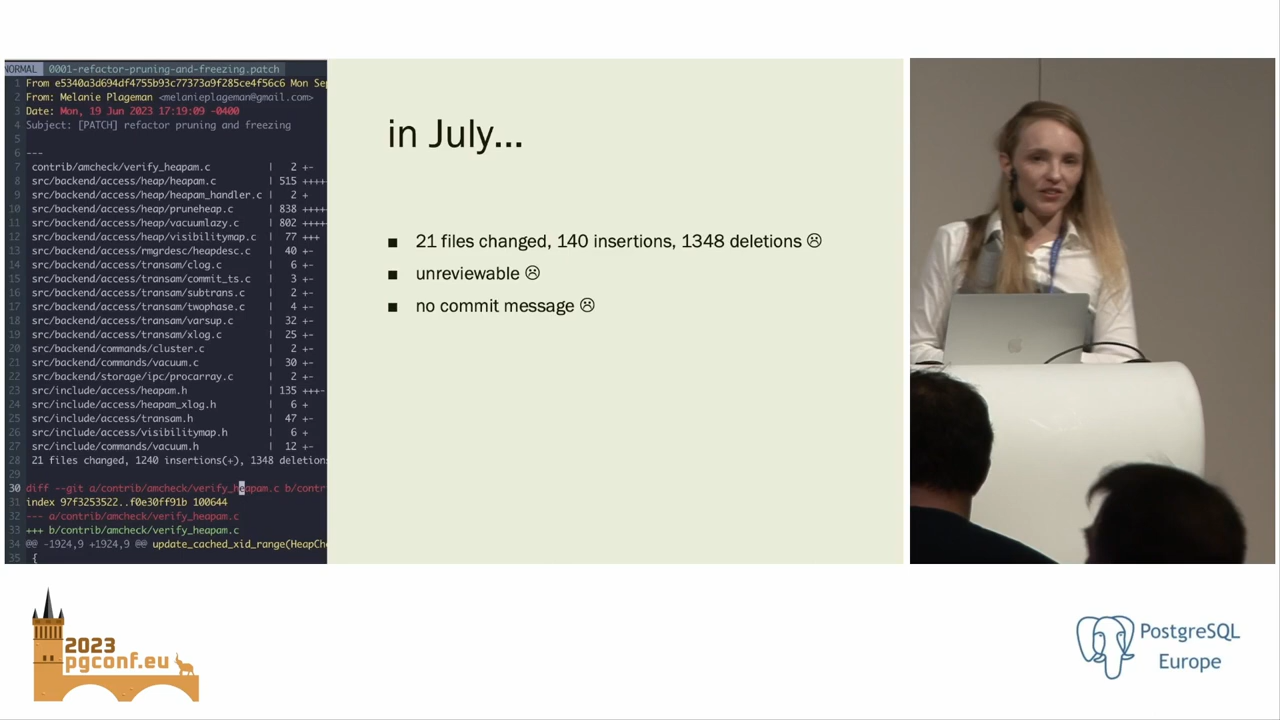 NORMAL 0001-refactor-pruning-and-freezing.patch
1 From e5340a3d694df4755b93c77373a9f285ce4f56c6 Mon Sep
2 From: Melanie Plageman <melanieplageman@gmail.com>
3 Date: Mon, 19 Jun 2023 17:19:09 -0400
4 Subject: [PATCH] refactor pruning and freezing
5
6 ---
7 contrib/amcheck/verify_heapam.c | 2 +-
8 src/backend/access/heap/heapam.c | 515 ++++
9 src/backend/access/heap/heapam_handler.c | 2 +
10 src/backend/access/heap/pruneheap.c | 838 ++++
11 src/backend/access/heap/vacuumlazy.c | 802 ++++
12 src/backend/access/heap/visibilitymap.c | 77 +++
13 src/backend/access/rmgrdesc/heapdesc.c | 40 +-
14 src/backend/access/transam/clog.c | 6 +-
15 src/backend/access/transam/commit_ts.c | 3 +-
16 src/backend/access/transam/subtrans.c | 2 +-
17 src/backend/access/transam/twophase.c | 4 +-
18 src/backend/access/transam/varsup.c | 32 +-
19 src/backend/access/transam/xlog.c | 25 +-
20 src/backend/commands/cluster.c | 2 +-
21 src/backend/commands/vacuum.c | 30 +-
22 src/backend/storage/ipc/procarray.c | 2 +-
23 src/include/access/heapam.h | 135 +++-
24 src/include/access/heapam_xlog.h | 6 +
25 src/include/access/transam.h | 47 +-
26 src/include/access/visibilitymap.h | 6 +
27 src/include/commands/vacuum.h | 12 +-
28 21 files changed, 1240 insertions(+), 1348 deletions
29
30 diff --git a/contrib/amcheck/verify_heapam.c b/contr
31 index 97f3253522..f0e30ff91b 100644
32 --- a/contrib/amcheck/verify_heapam.c
33 +++ b/contrib/amcheck/verify_heapam.c
34 @@ -1924,9 +1924,9 @@ update_cached_xid_range(HeapChe
35 {
in July...
■ 21 files changed, 140 insertions, 1348 deletions ☹
■ unreviewable ☹
■ no commit message ☹
2023
pgconf.eu
PostgreSQL
Europe